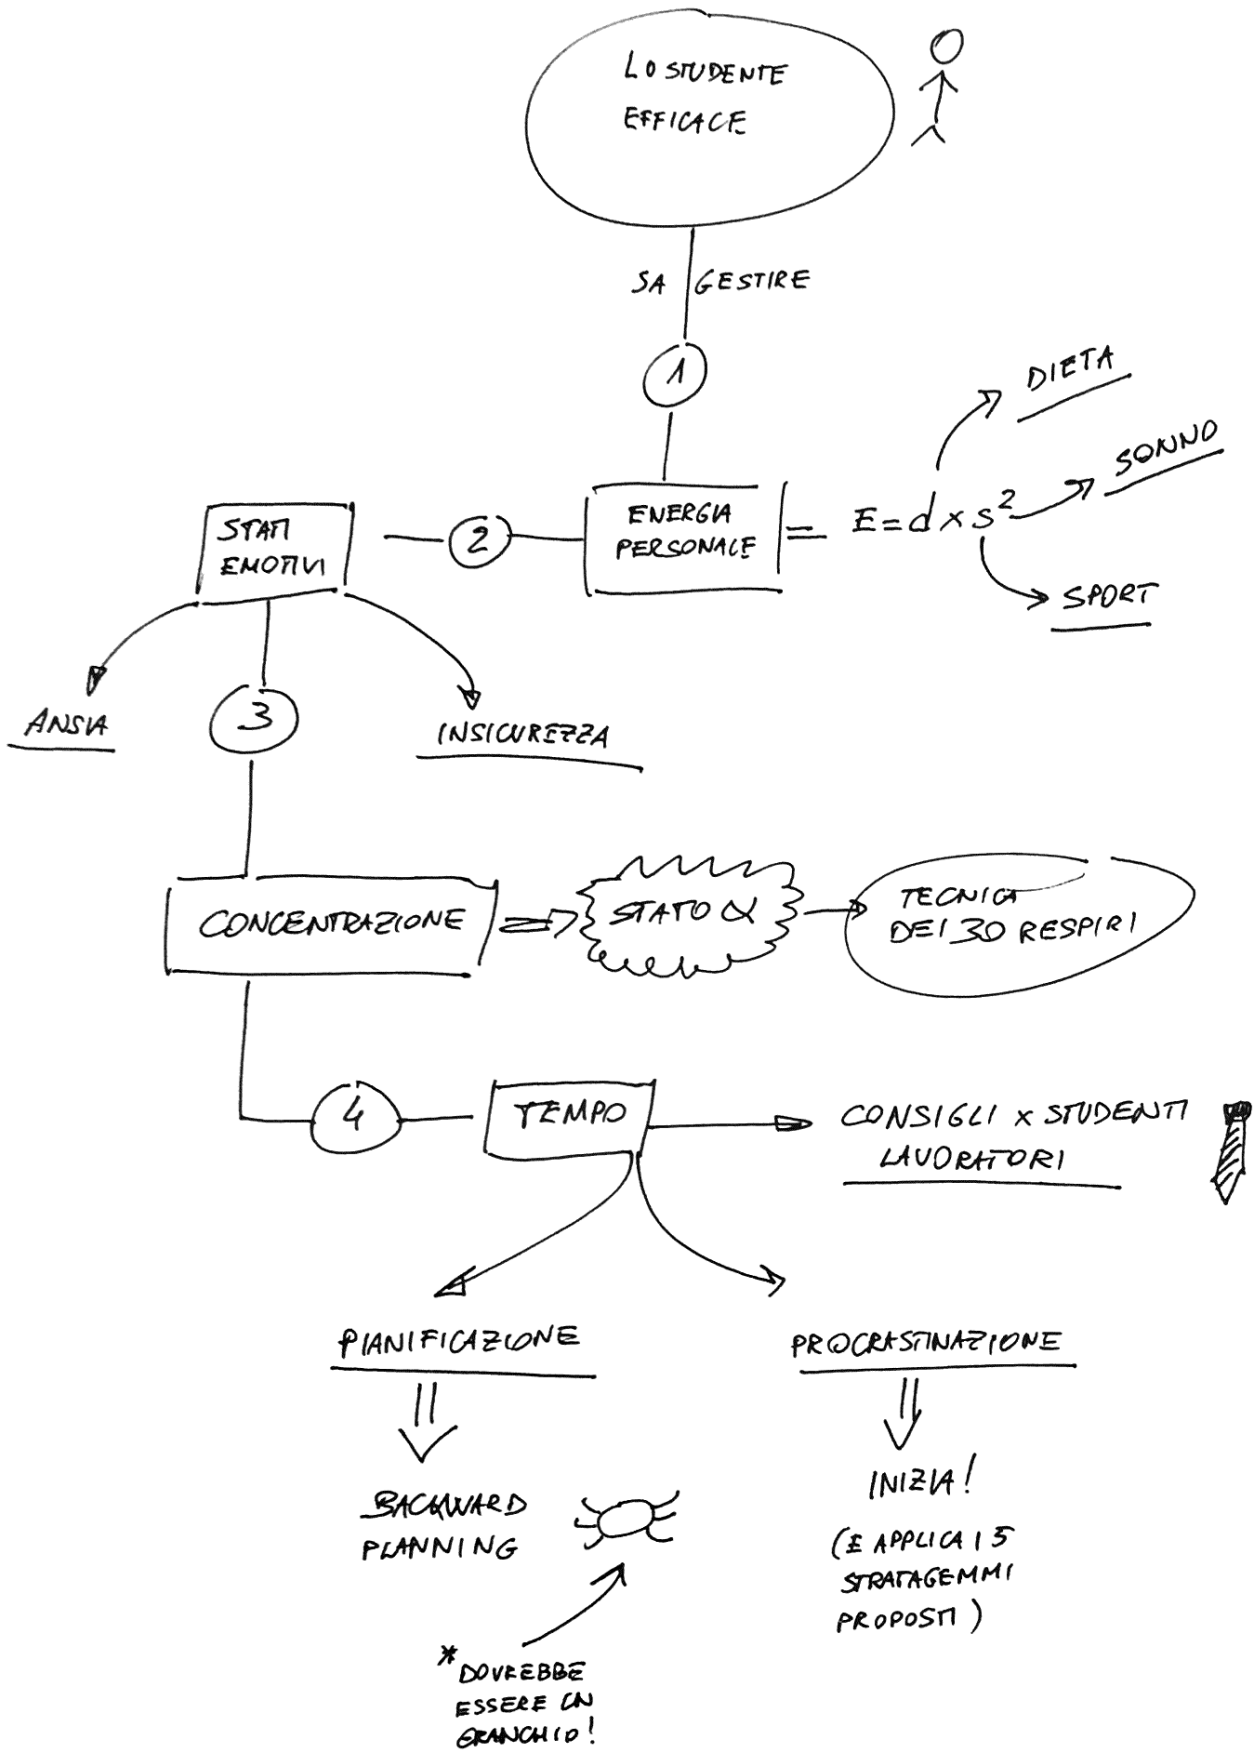 LO STUDENTE
EFFICACE
SA GESTIRE
1
DIETA
SONNO
STATI
EMOTIVI
2
ENERGIA
PERSONALE
= E = d x s²
SPORT
ANSIA
3
INSICUREZZA
CONCENTRAZIONE
STATO α
TECNICA
DEI 30 RESPIRI
4
TEMPO
CONSIGLI x STUDENTI
LAVORATORI
PIANIFICAZIONE
PROCRASTINAZIONE
BACKWARD
PLANNING
INIZIA!
(E APPLICA I 5
STRATAGEMMI
PROPOSTI)
*DOVREBBE
ESSERE UN
GRANCHIO!